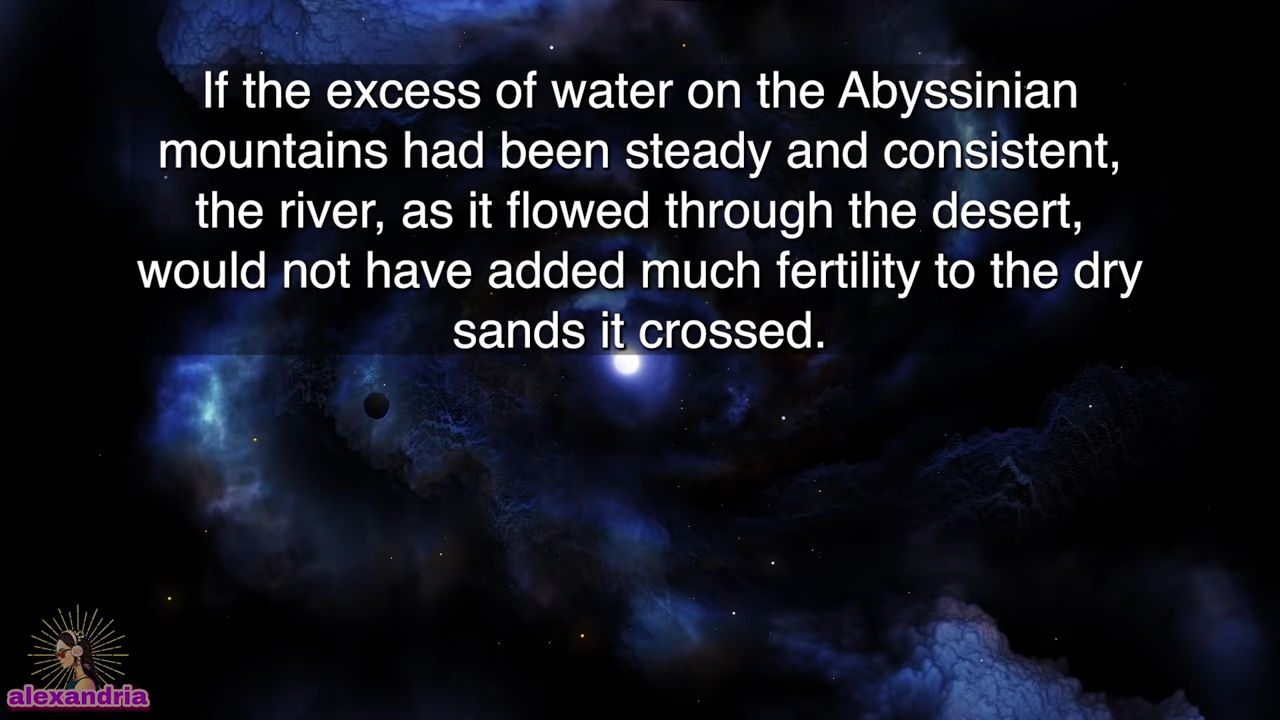 If the excess of water on the Abyssinian
mountains had been steady and consistent,
the river, as it flowed through the desert,
would not have added much fertility to the dry
sands it crossed.
alexandria